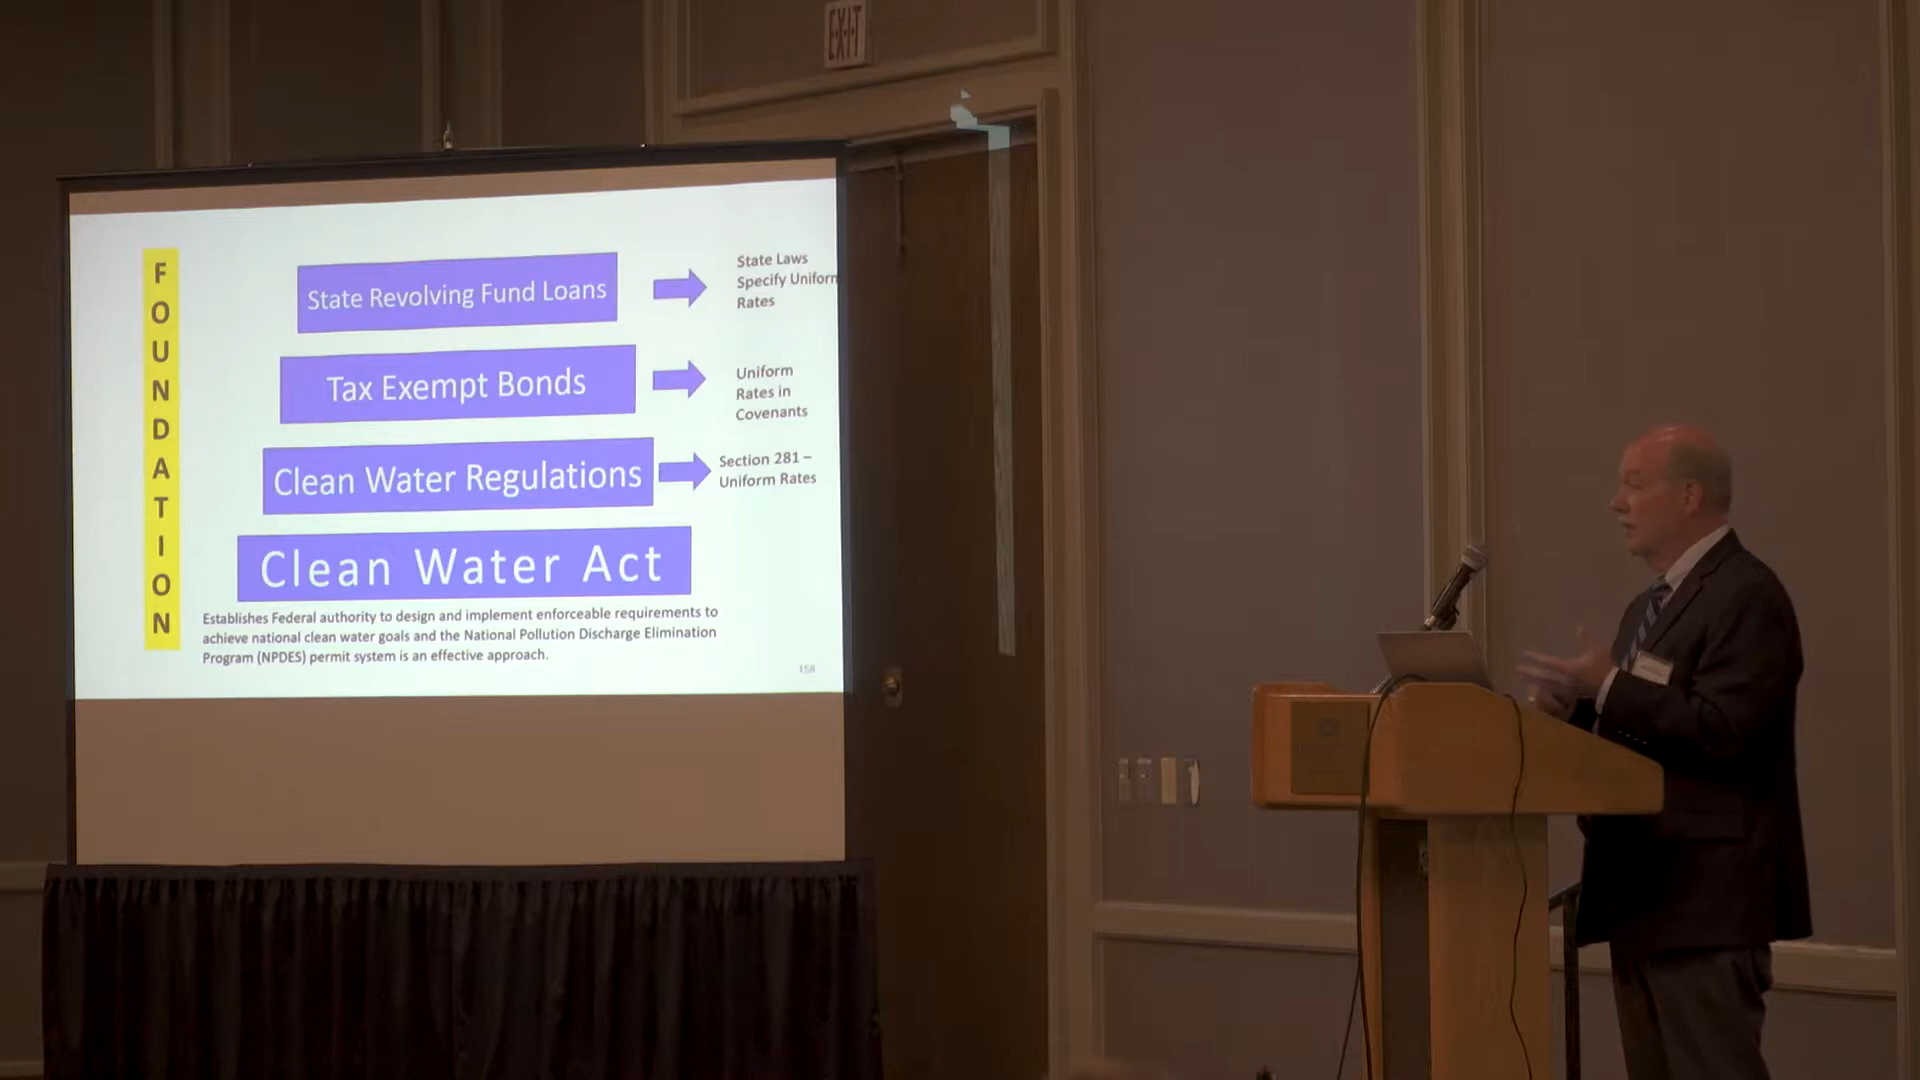 EXIT
FOUNDATION
State Revolving Fund Loans
State Laws
Specify Uniform
Rates
Tax Exempt Bonds
Uniform
Rates in
Covenants
Clean Water Regulations
Section 281 –
Uniform Rates
Clean Water Act
Establishes Federal authority to design and implement enforceable requirements to
achieve national clean water goals and the National Pollution Discharge Elimination
Program (NPDES) permit system is an effective approach.
158